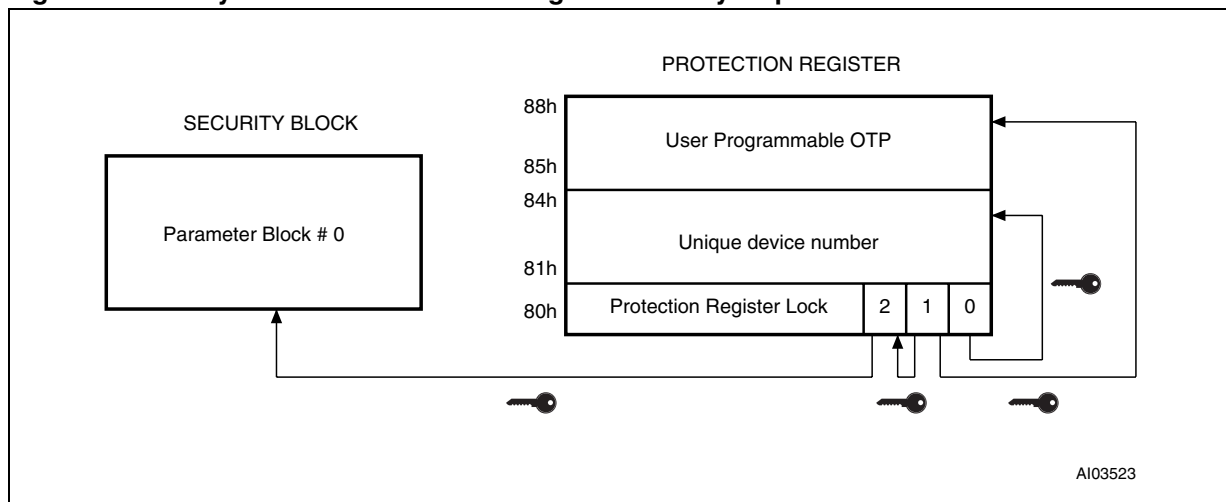 PROTECTION REGISTER
SECURITY BLOCK
88h
User Programmable OTP
85h
84h
Parameter Block # 0
Unique device number
81h
80h
Protection Register Lock
2
1
0
AI03523